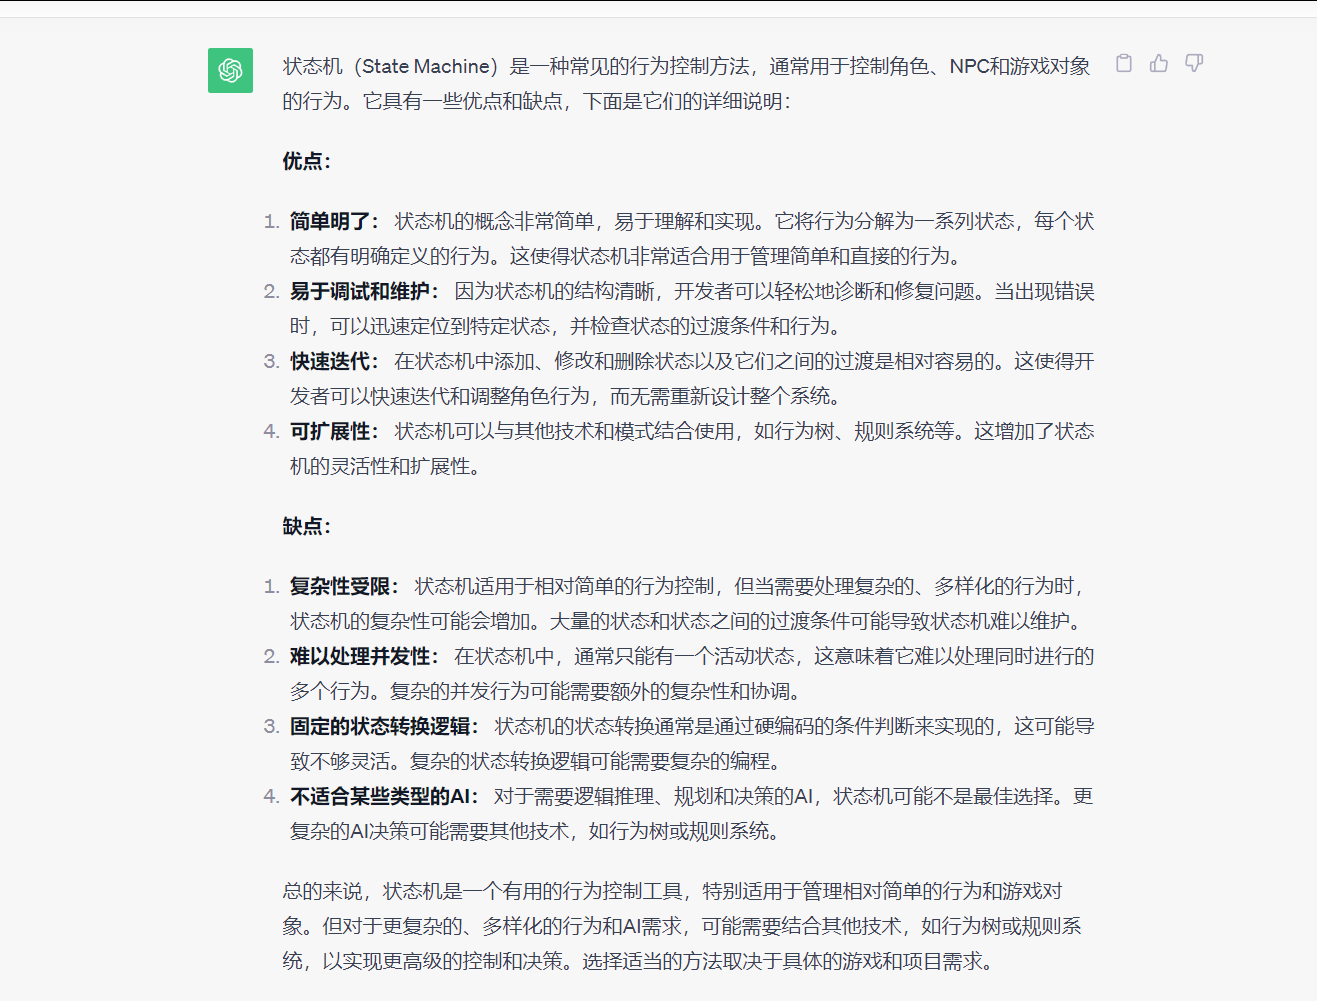 状态机（State Machine）是一种常见的行为控制方法，通常用于控制角色、NPC和游戏对象
的行为。它具有一些优点和缺点，下面是它们的详细说明：
优点：
1. 简单明了： 状态机的概念非常简单，易于理解和实现。它将行为分解为一系列状态，每个状
态都有明确定义的行为。这使得状态机非常适合用于管理简单和直接的行为。
2. 易于调试和维护： 因为状态机的结构清晰，开发者可以轻松地诊断和修复问题。当出现错误
时，可以迅速定位到特定状态，并检查状态的过渡条件和行为。
3. 快速迭代： 在状态机中添加、修改和删除状态以及它们之间的过渡是相对容易的。这使得开
发者可以快速迭代和调整角色行为，而无需重新设计整个系统。
4. 可扩展性： 状态机可以与其他技术和模式结合使用，如行为树、规则系统等。这增加了状态
机的灵活性和扩展性。
缺点：
1. 复杂性受限： 状态机适用于相对简单的行为控制，但当需要处理复杂的、多样化的行为时，
状态机的复杂性可能会增加。大量的状态和状态之间的过渡条件可能导致状态机难以维护。
2. 难以处理并发性： 在状态机中，通常只能有一个活动状态，这意味着它难以处理同时进行的
多个行为。复杂的并发行为可能需要额外的复杂性和协调。
3. 固定的状态转换逻辑： 状态机的状态转换通常是通过硬编码的条件判断来实现的，这可能导
致不够灵活。复杂的状态转换逻辑可能需要复杂的编程。
4. 不适合某些类型的AI： 对于需要逻辑推理、规划和决策的AI，状态机可能不是最佳选择。更
复杂的AI决策可能需要其他技术，如行为树或规则系统。
总的来说，状态机是一个有用的行为控制工具，特别适用于管理相对简单的行为和游戏对
象。但对于更复杂的、多样化的行为和AI需求，可能需要结合其他技术，如行为树或规则系
统，以实现更高级的控制和决策。选择适当的方法取决于具体的游戏和项目需求。